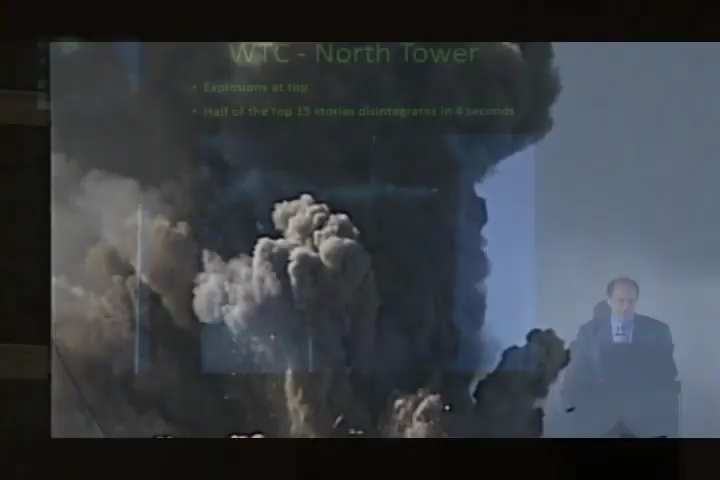 WTC - North Tower
• Explosions at top
• Half of the top 15 stories disintegrates in 4 seconds